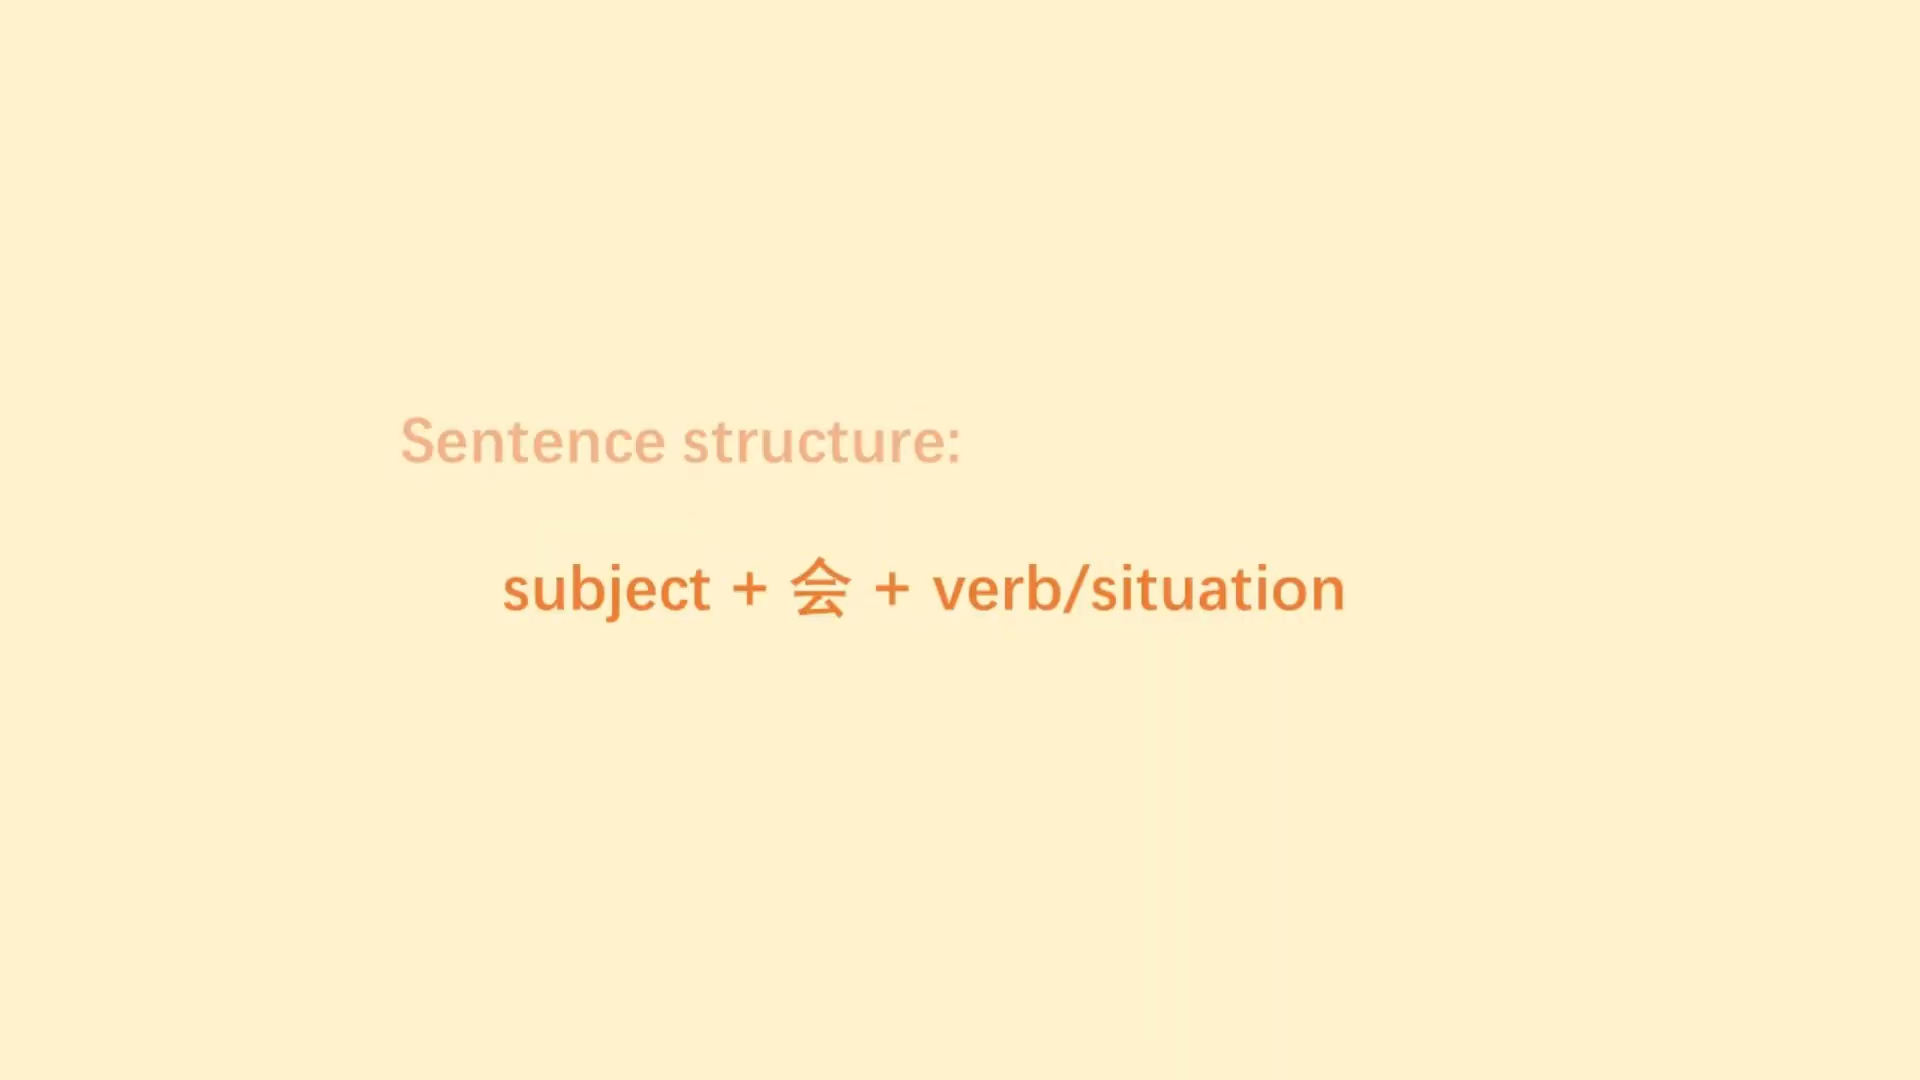 Sentence structure:
subject + 会 + verb/situation